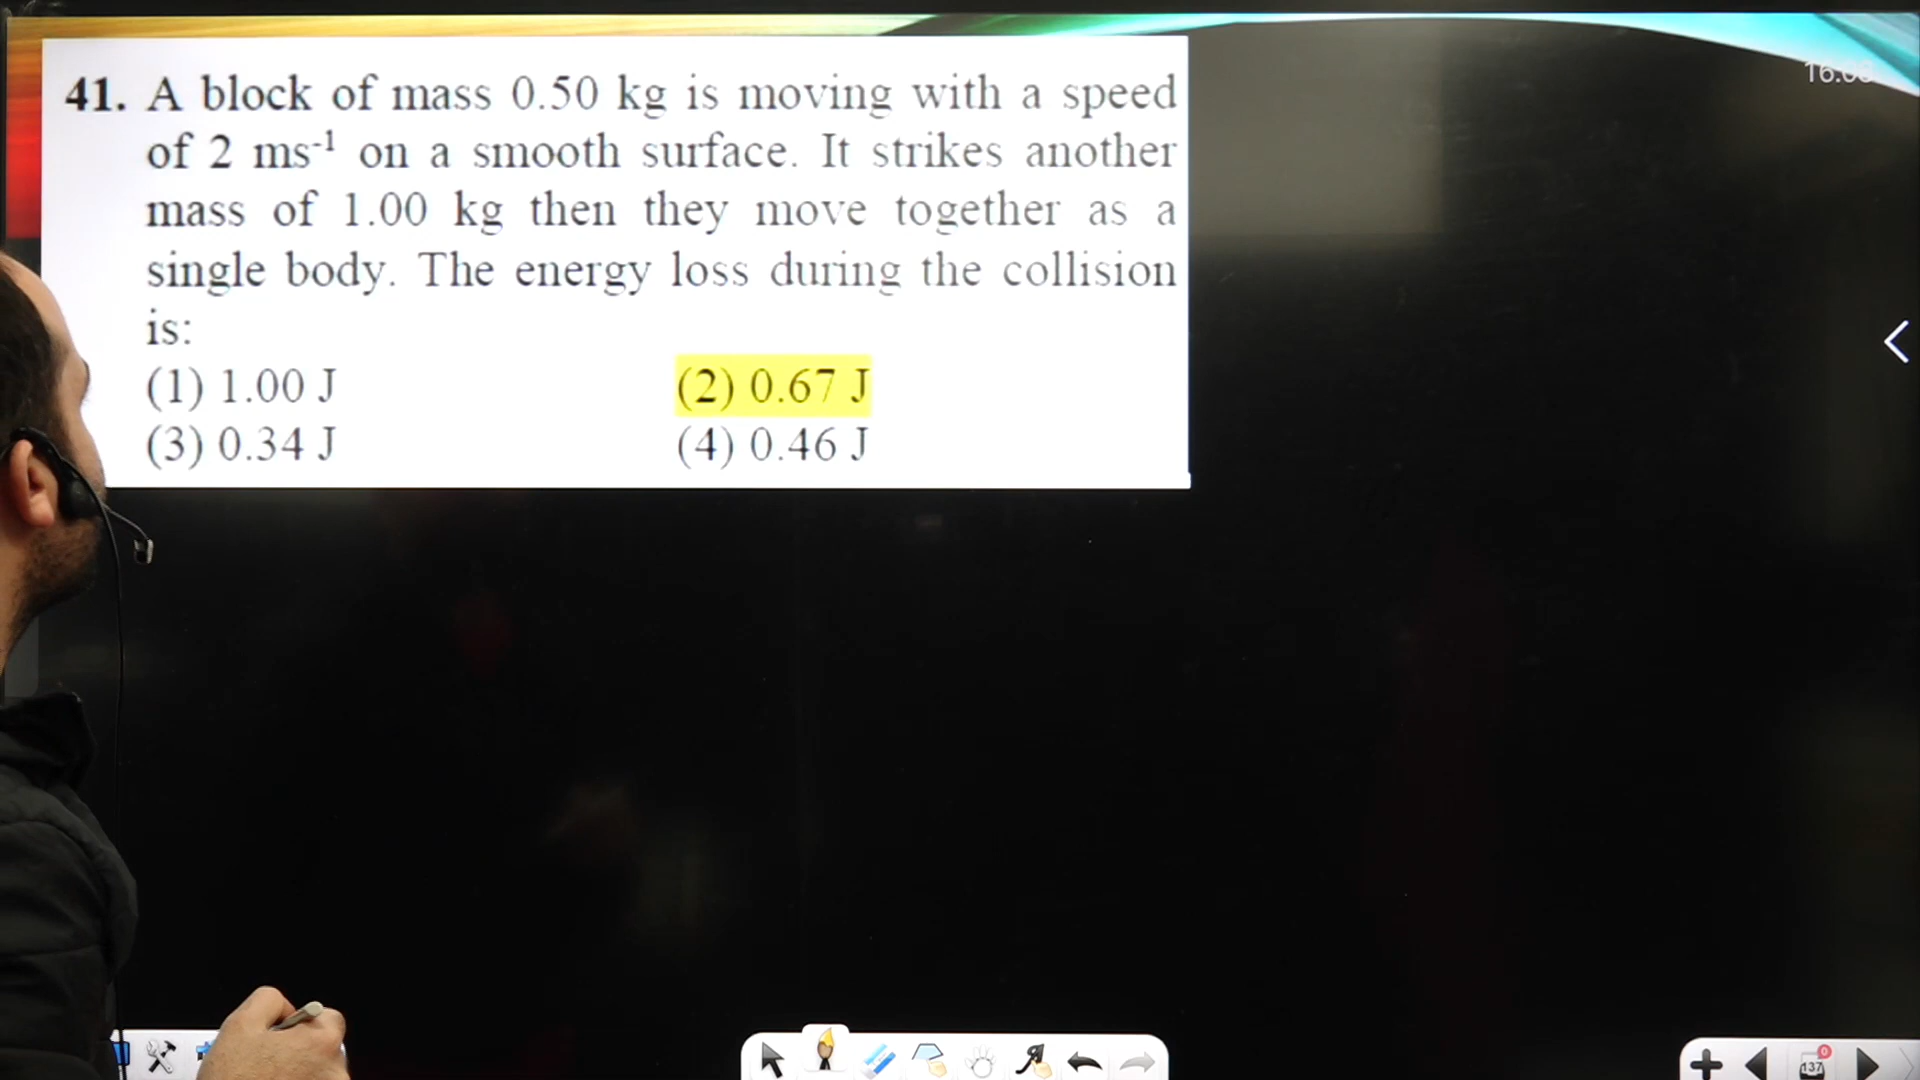 41. A block of mass 0.50 kg is moving with a speed
of 2 ms⁻¹ on a smooth surface. It strikes another
mass of 1.00 kg then they move together as a
single body. The energy loss during the collision
is:
(1) 1.00 J (2) 0.67 J
(3) 0.34 J (4) 0.46 J
137
0